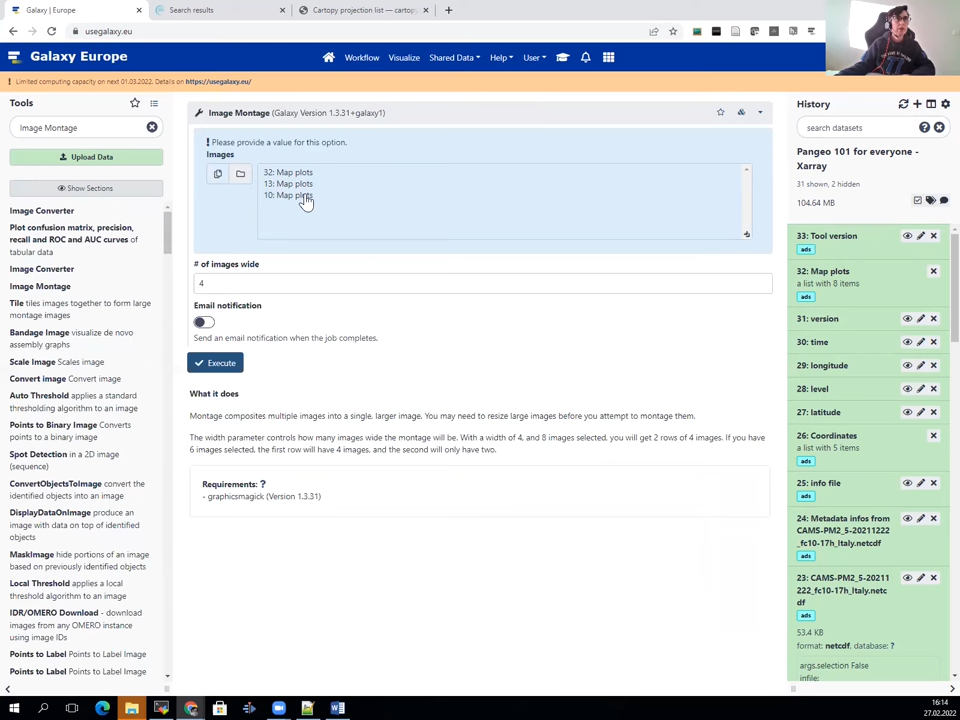 Galaxy | Europe
Search results
Cartopy projection list — cartopy
usegalaxy.eu
Galaxy Europe
Workflow
Visualize
Shared Data
Help
User
Limited computing capacity on next 01.03.2022. Details on https://usegalaxy.eu/
Tools
Image Montage
Upload Data
Show Sections
Image Converter
Plot confusion matrix, precision,
recall and ROC and AUC curves of
tabular data
Image Converter
Image Montage
Tile tiles images together to form large
montage images
Bandage Image visualize de novo
assembly graphs
Scale Image Scales image
Convert image Convert image
Auto Threshold applies a standard
thresholding algorithm to an image
Points to Binary Image Converts
points to a binary image
Spot Detection in a 2D image
(sequence)
ConvertObjectsToImage convert the
identified objects into an image
DisplayDataOnImage produce an
image with data on top of identified
objects
MaskImage hide portions of an image
based on previously identified objects
Local Threshold applies a local
threshold algorithm to an image
IDR/OMERO Download - download
images from any OMERO instance
using image IDs
Points to Label Points to Label Image
Points to Label Points to Label Image
Image Montage (Galaxy Version 1.3.31+galaxy1)
! Please provide a value for this option.
Images
32: Map plots
13: Map plots
10: Map plots
# of images wide
4
Email notification
Send an email notification when the job completes.
Execute
What it does
Montage composites multiple images into a single, larger image. You may need to resize large images before you attempt to montage them.
The width parameter controls how many images wide the montage will be. With a width of 4, and 8 images selected, you will get 2 rows of 4 images. If you have
6 images selected, the first row will have 4 images, and the second will only have two.
Requirements: ?
- graphicsmagick (Version 1.3.31)
History
search datasets
Pangeo 101 for everyone -
Xarray
31 shown, 2 hidden
104.64 MB
33: Tool version
ads
32: Map plots
a list with 8 items
ads
31: version
30: time
29: longitude
28: level
27: latitude
26: Coordinates
a list with 5 items
ads
25: info file
ads
24: Metadata infos from
CAMS-PM2_5-20211222
_fc10-17h_Italy.netcdf
ads
23: CAMS-PM2_5-20211
222_fc10-17h_Italy.netc
df
ads
53.4 KB
format: netcdf, database: ?
args.selection False
infile:
16:14
27.02.2022